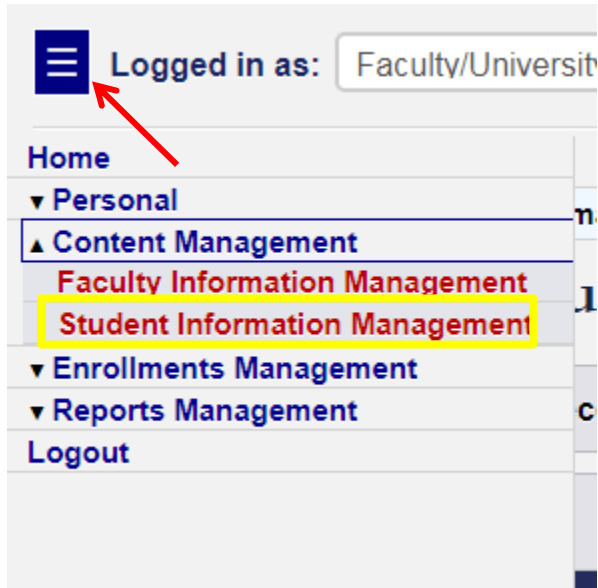 Logged in as: Faculty/University
Home
Personal
Content Management
Faculty Information Management
Student Information Management
Enrollments Management
Reports Management
Logout